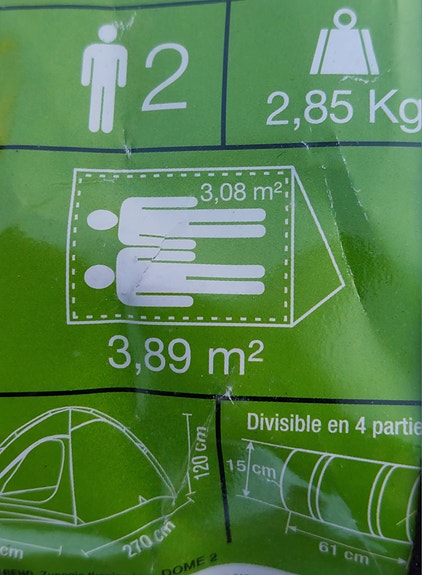 2
2,85 Kg
3,08 m²
3,89 m²
120 cm
270 cm
cm
Divisible en 4 partie
15 cm
61 cm
DOME 2